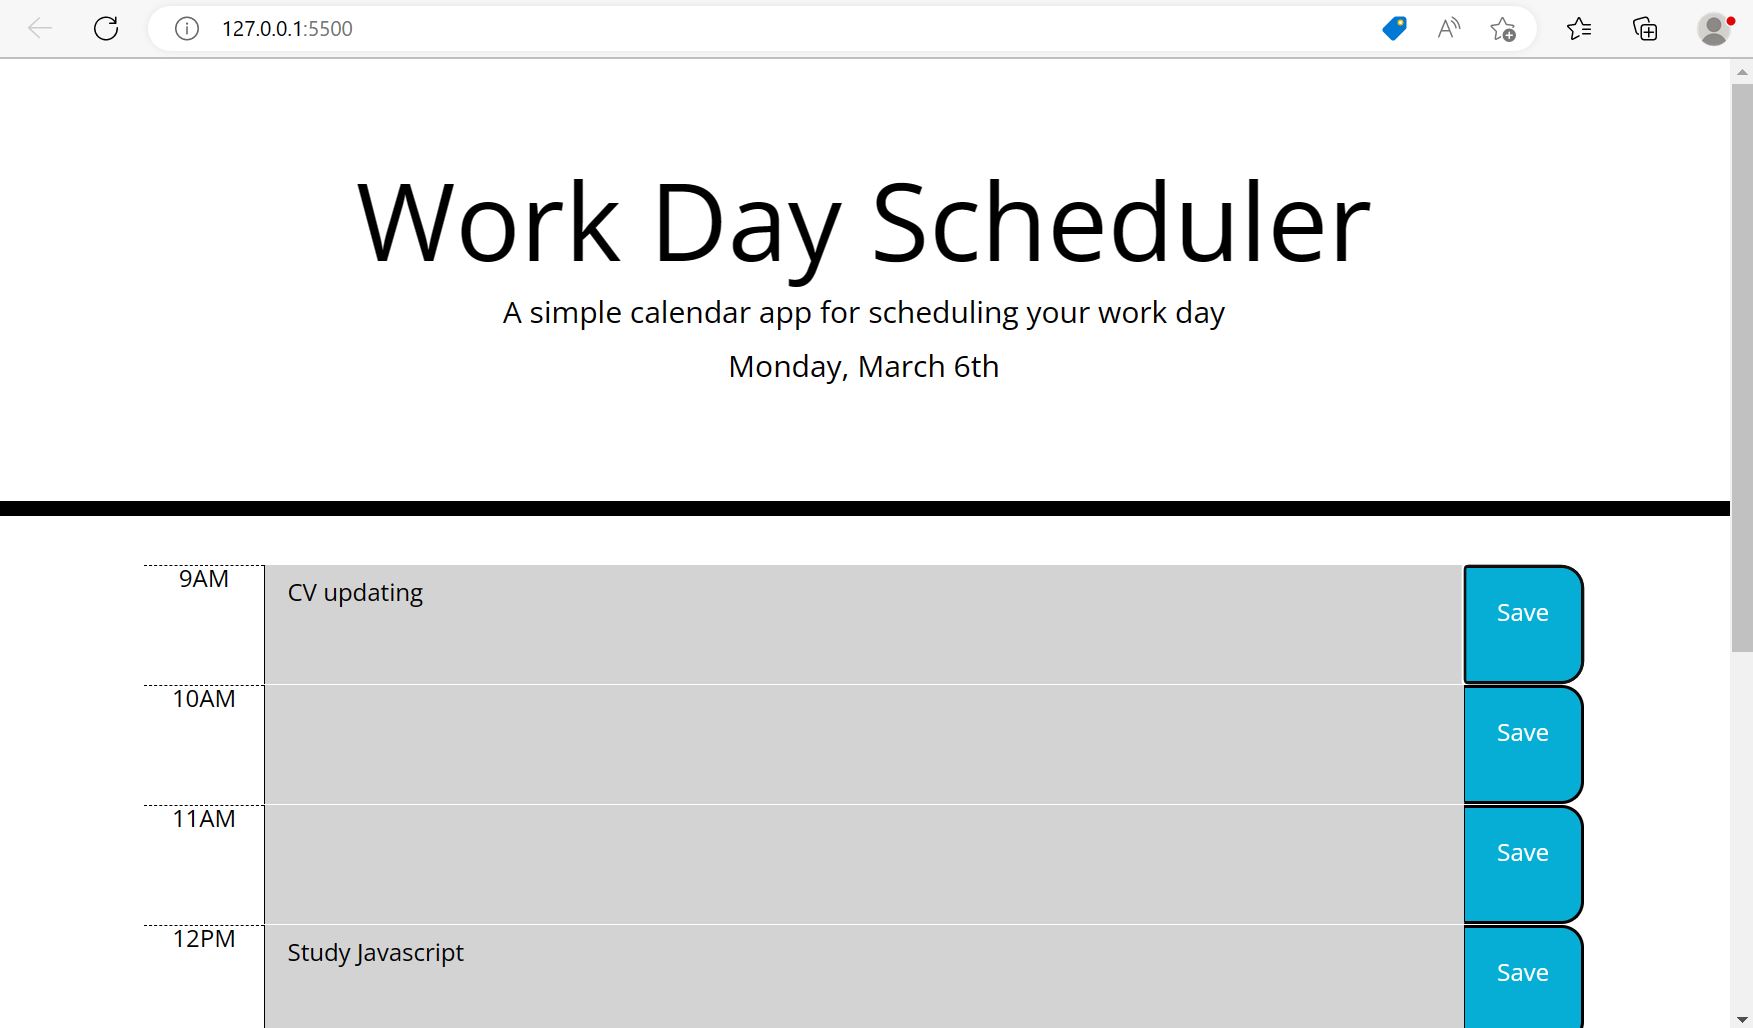 127.0.0.1:5500
Work Day Scheduler
A simple calendar app for scheduling your work day
Monday, March 6th
9AM
CV updating
Save
10AM
Save
11AM
Save
12PM
Study Javascript
Save